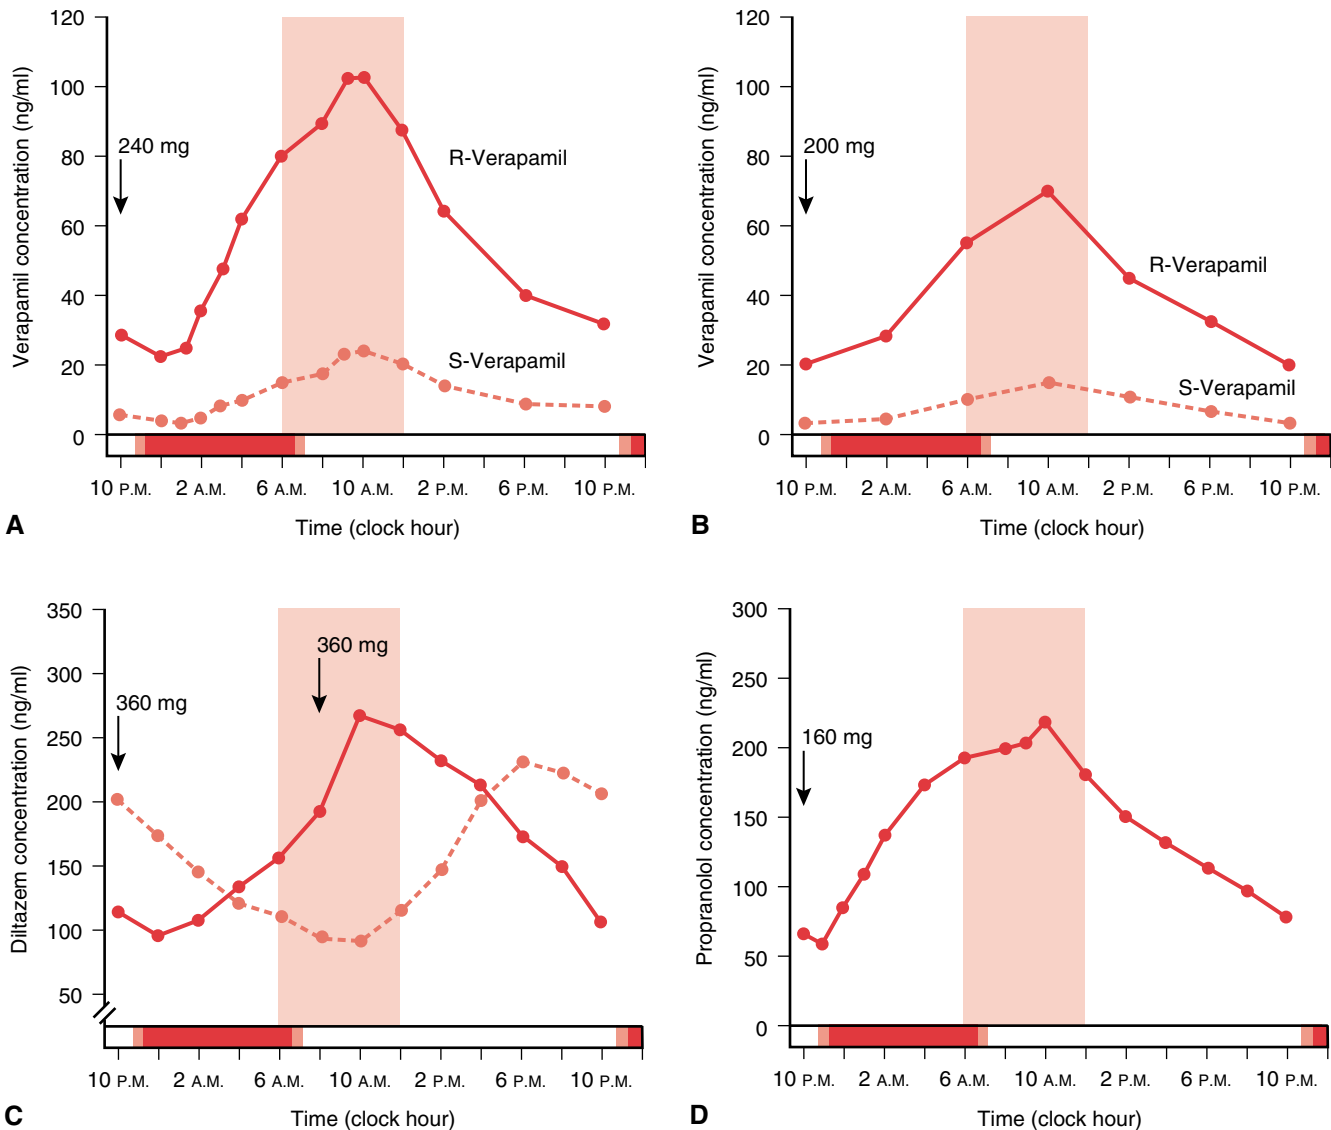 Verapamil concentration (ng/ml)
120
100
80
60
40
20
0
240 mg
R-Verapamil
S-Verapamil
10 P.M. 2 A.M. 6 A.M. 10 A.M. 2 P.M. 6 P.M. 10 P.M.
A
Time (clock hour)
Verapamil concentration (ng/ml)
120
100
80
60
40
20
0
200 mg
R-Verapamil
S-Verapamil
10 P.M. 2 A.M. 6 A.M. 10 A.M. 2 P.M. 6 P.M. 10 P.M.
B
Time (clock hour)
Diltazem concentration (ng/ml)
350
300
250
200
150
100
50
360 mg
360 mg
10 P.M. 2 A.M. 6 A.M. 10 A.M. 2 P.M. 6 P.M. 10 P.M.
C
Time (clock hour)
Propranolol concentration (ng/ml)
300
250
200
150
100
50
0
160 mg
10 P.M. 2 A.M. 6 A.M. 10 A.M. 2 P.M. 6 P.M. 10 P.M.
D
Time (clock hour)